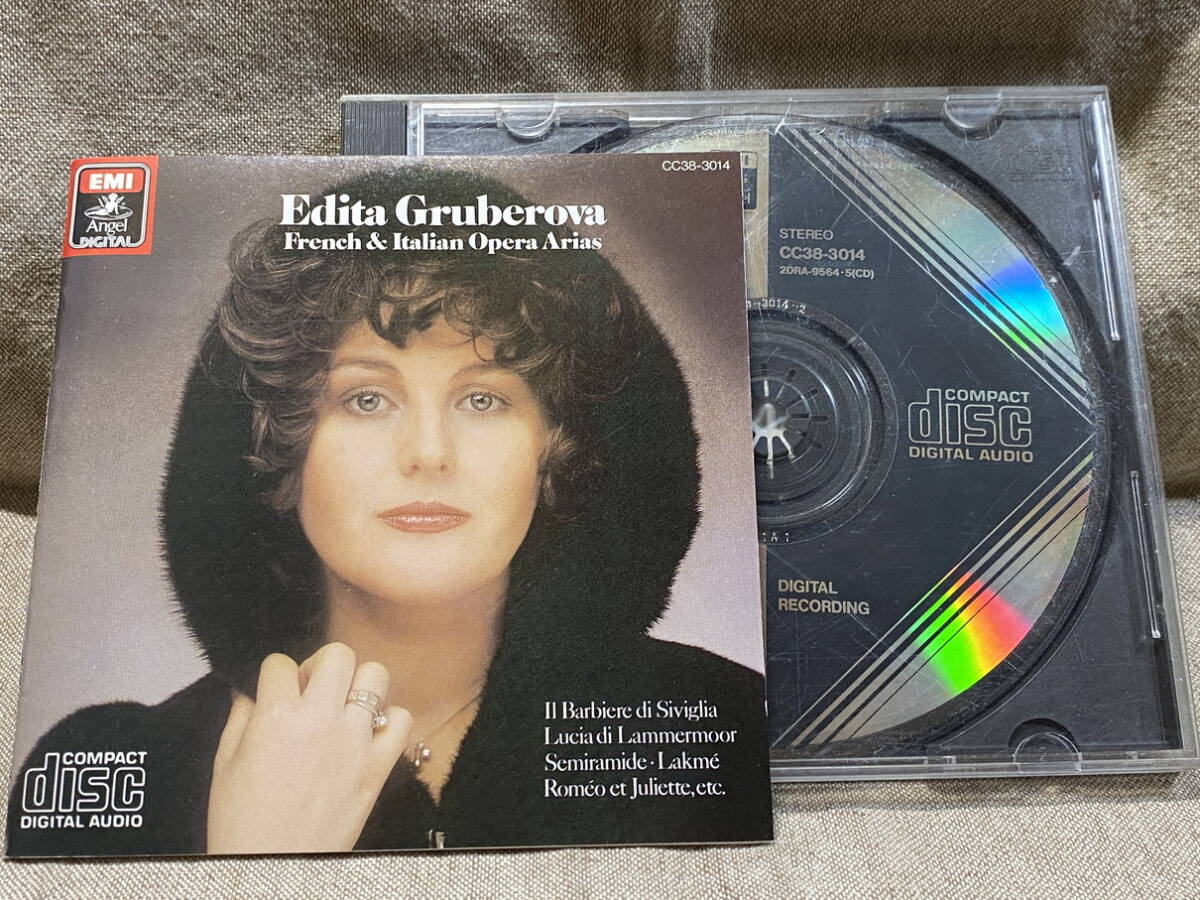 EMI
Angel
DIGITAL
CC38-3014
Edita Gruberova
French & Italian Opera Arias
Il Barbiere di Siviglia
Lucia di Lammermoor
Semiramide·Lakmé
Roméo et Juliette, etc.
COMPACT
disc
DIGITAL AUDIO
STEREO
CC38-3014
2DRA-9564·5(CD)
COMPACT
disc
DIGITAL AUDIO
DIGITAL
RECORDING